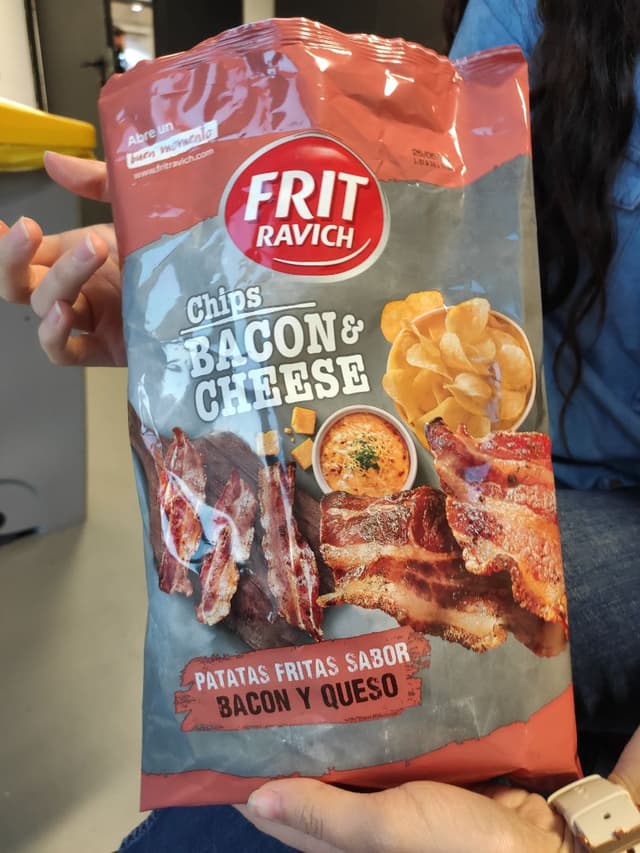 Abre un
buen momento
www.fritravich.com
FRIT
RAVICH
Chips
BACON&
CHEESE
PATATAS FRITAS SABOR
BACON Y QUESO